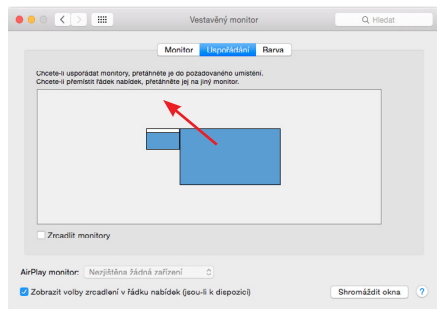 Vestavěný monitor
Hledat
Monitor Uspořádání Barva
Chcete-li uspořádat monitory, přetáhněte je do požadovaného umístění.
Chcete-li přemístit řádek nabídek, přetáhněte jej na jiný monitor.
Zrcadlit monitory
AirPlay monitor: Nezjištěna žádná zařízení
Zobrazit volby zrcadlení v řádku nabídek (jsou-li k dispozici)
Shromáždit okna ?